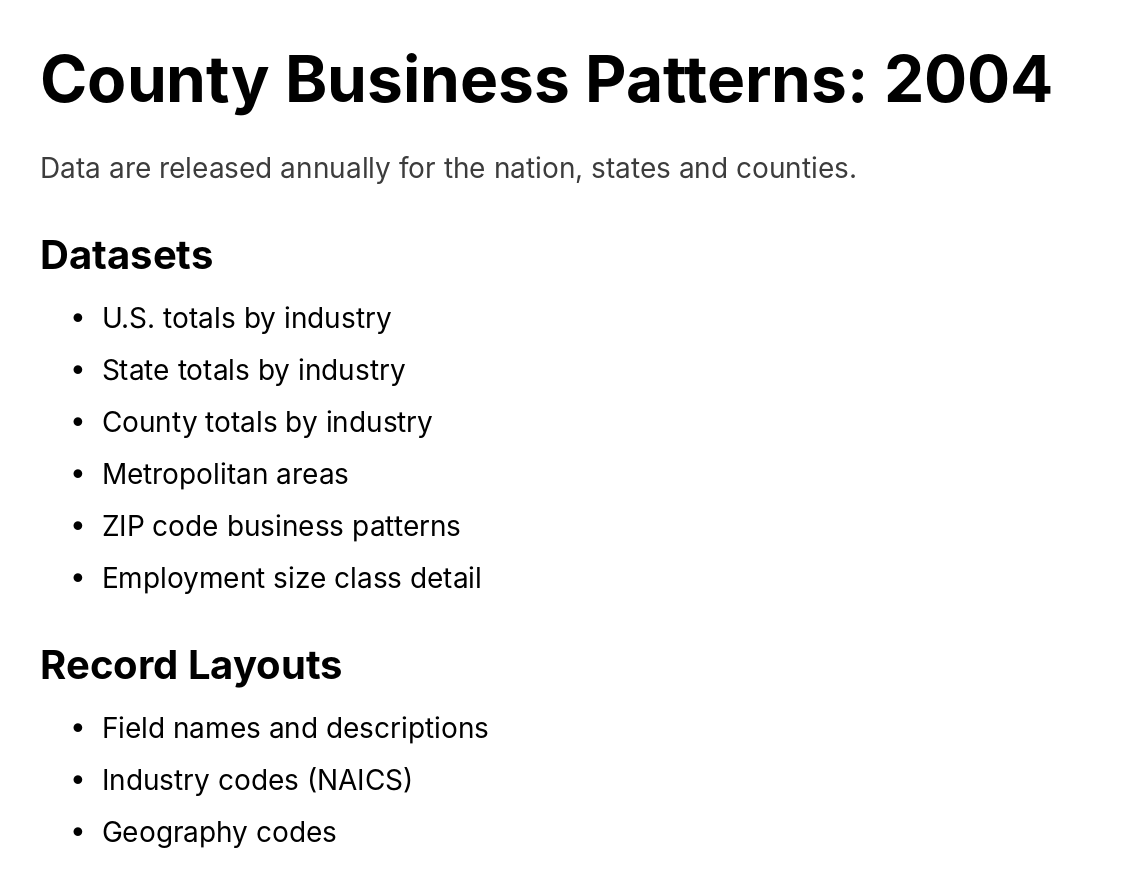 County Business Patterns: 2004
Data are released annually for the nation, states and counties.
Datasets
• U.S. totals by industry
• State totals by industry
• County totals by industry
• Metropolitan areas
• ZIP code business patterns
• Employment size class detail
Record Layouts
• Field names and descriptions
• Industry codes (NAICS)
• Geography codes